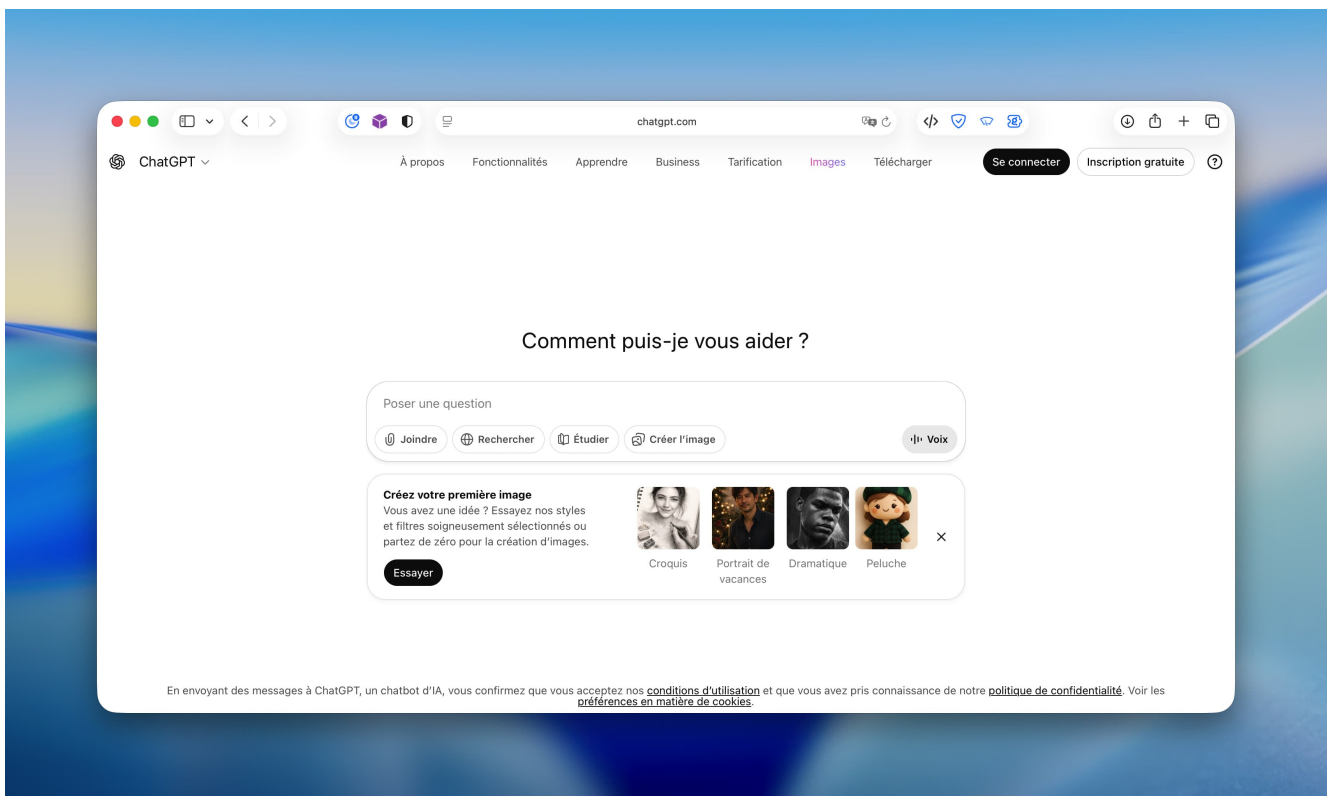 chatgpt.com
ChatGPT
À propos
Fonctionnalités
Apprendre
Business
Tarification
Images
Télécharger
Se connecter
Inscription gratuite
Comment puis-je vous aider ?
Poser une question
Joindre
Rechercher
Étudier
Créer l'image
Voix
Créez votre première image
Vous avez une idée ? Essayez nos styles
et filtres soigneusement sélectionnés ou
partez de zéro pour la création d'images.
Essayer
Croquis
Portrait de
vacances
Dramatique
Peluche
En envoyant des messages à ChatGPT, un chatbot d'IA, vous confirmez que vous acceptez nos conditions d'utilisation et que vous avez pris connaissance de notre politique de confidentialité. Voir les
préférences en matière de cookies.